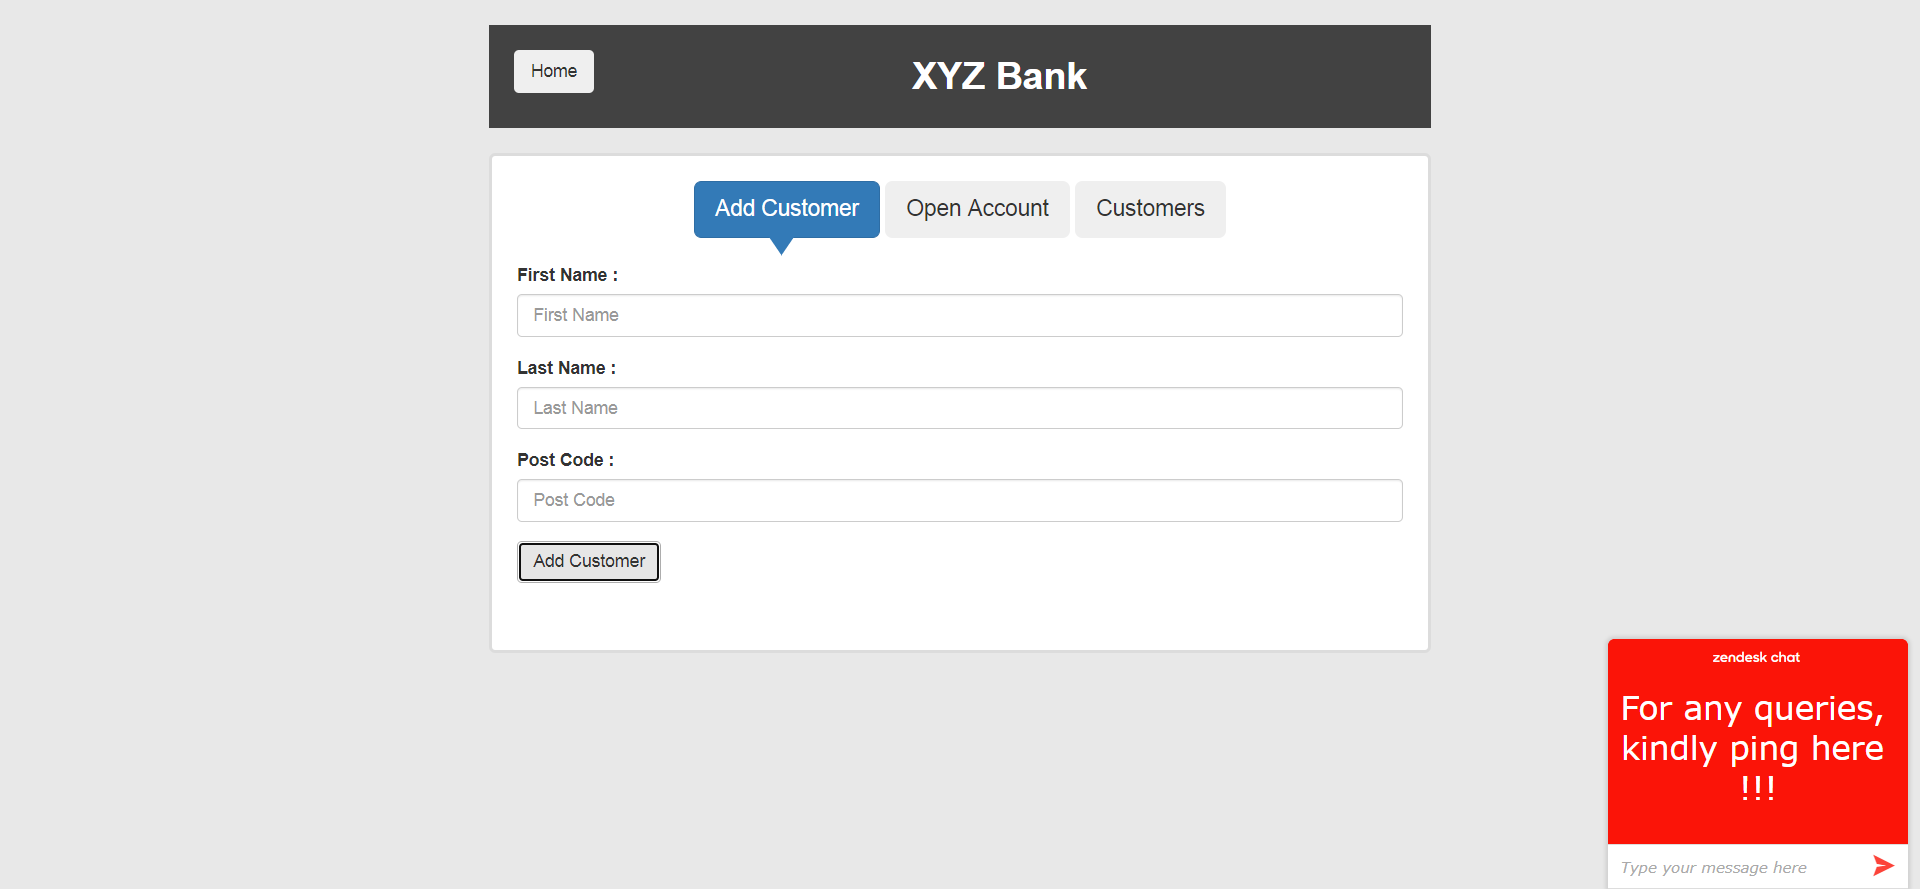 Home
XYZ Bank
Add Customer
Open Account
Customers
First Name :
First Name
Last Name :
Last Name
Post Code :
Post Code
Add Customer
zendesk chat
For any queries,
kindly ping here
!!!
Type your message here